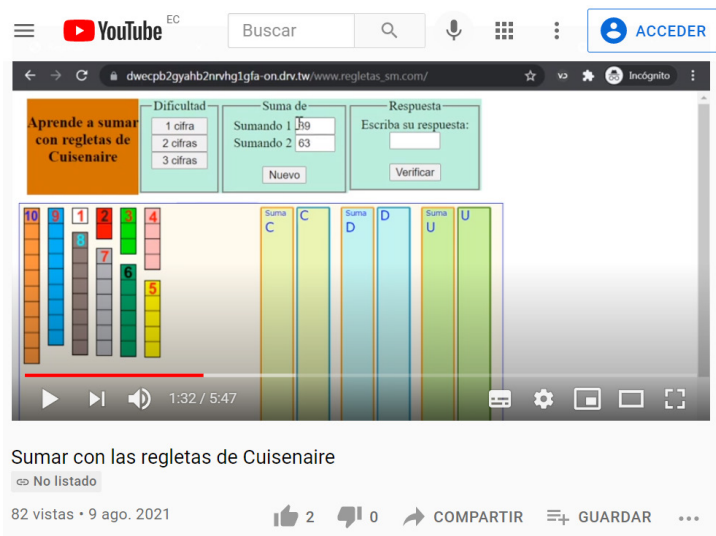 YouTube EC
Buscar
ACCEDER
dwecpb2gyahb2nrvhg1gfa-on.drv.tw/www.regletas_sm.com/
Incógnito
Aprende a sumar
con regletas de
Cuisenaire
Dificultad
1 cifra
2 cifras
3 cifras
Suma de
Sumando 1 39
Sumando 2 63
Nuevo
Respuesta
Escriba su respuesta:
Verificar
10 9 1 2 3 4
8 7 6 5
Suma C
C
Suma D
D
Suma U
U
1:32 / 5:47
Sumar con las regletas de Cuisenaire
No listado
82 vistas • 9 ago. 2021
2
0
COMPARTIR
GUARDAR